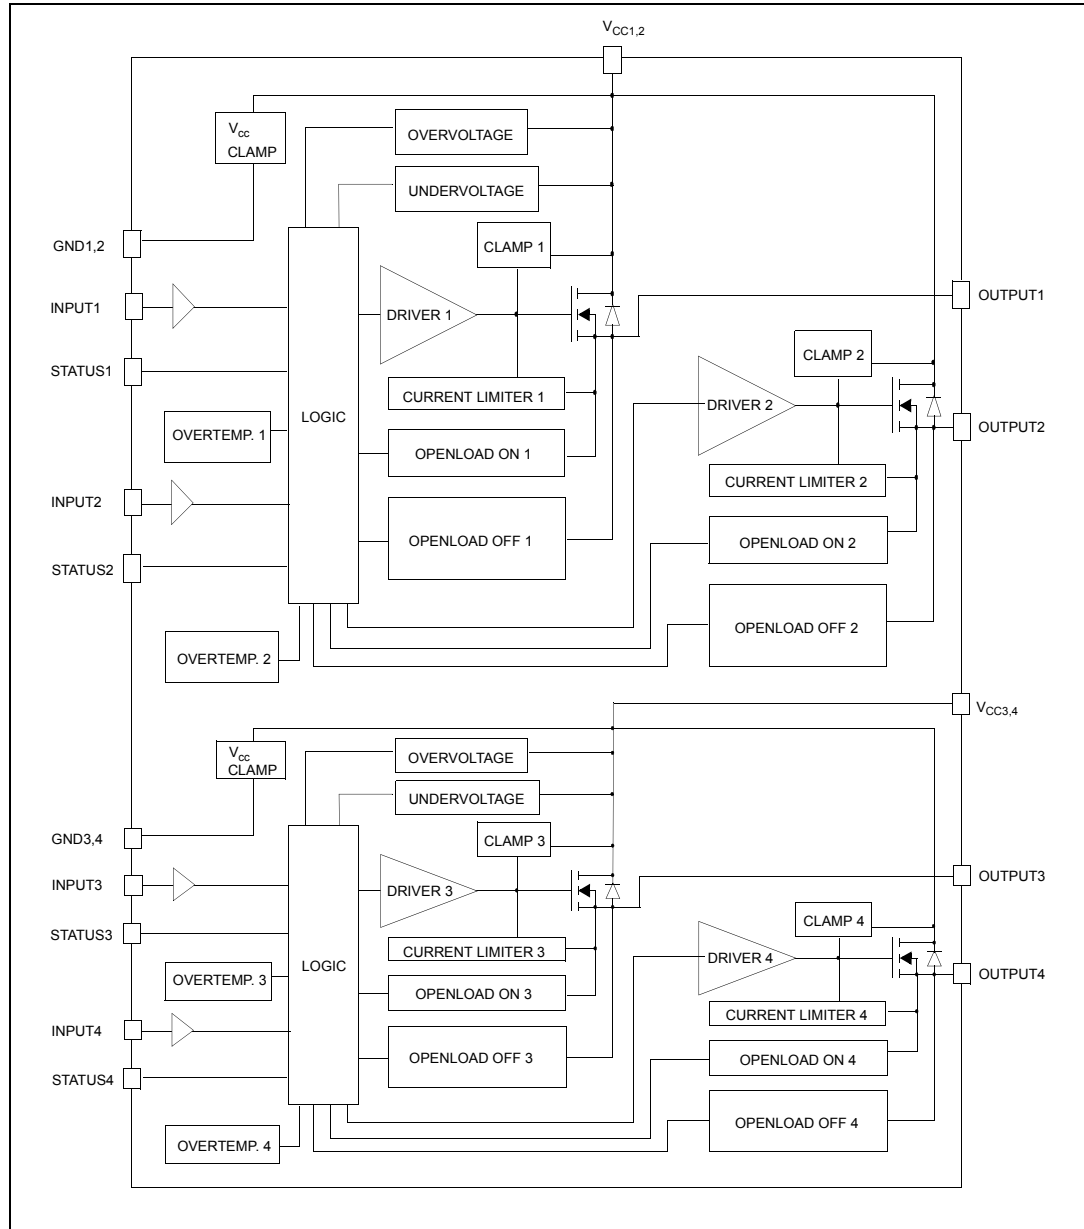 VCC1,2
Vcc
CLAMP
OVERVOLTAGE
UNDERVOLTAGE
GND1,2
CLAMP 1
INPUT1
DRIVER 1
OUTPUT1
STATUS1
CLAMP 2
CURRENT LIMITER 1
DRIVER 2
LOGIC
OVERTEMP. 1
OUTPUT2
OPENLOAD ON 1
CURRENT LIMITER 2
INPUT2
OPENLOAD OFF 1
OPENLOAD ON 2
STATUS2
OPENLOAD OFF 2
OVERTEMP. 2
VCC3,4
Vcc
CLAMP
OVERVOLTAGE
UNDERVOLTAGE
GND3,4
CLAMP 3
INPUT3
DRIVER 3
OUTPUT3
STATUS3
CLAMP 4
CURRENT LIMITER 3
DRIVER 4
LOGIC
OVERTEMP. 3
OUTPUT4
OPENLOAD ON 3
CURRENT LIMITER 4
INPUT4
OPENLOAD OFF 3
OPENLOAD ON 4
STATUS4
OPENLOAD OFF 4
OVERTEMP. 4